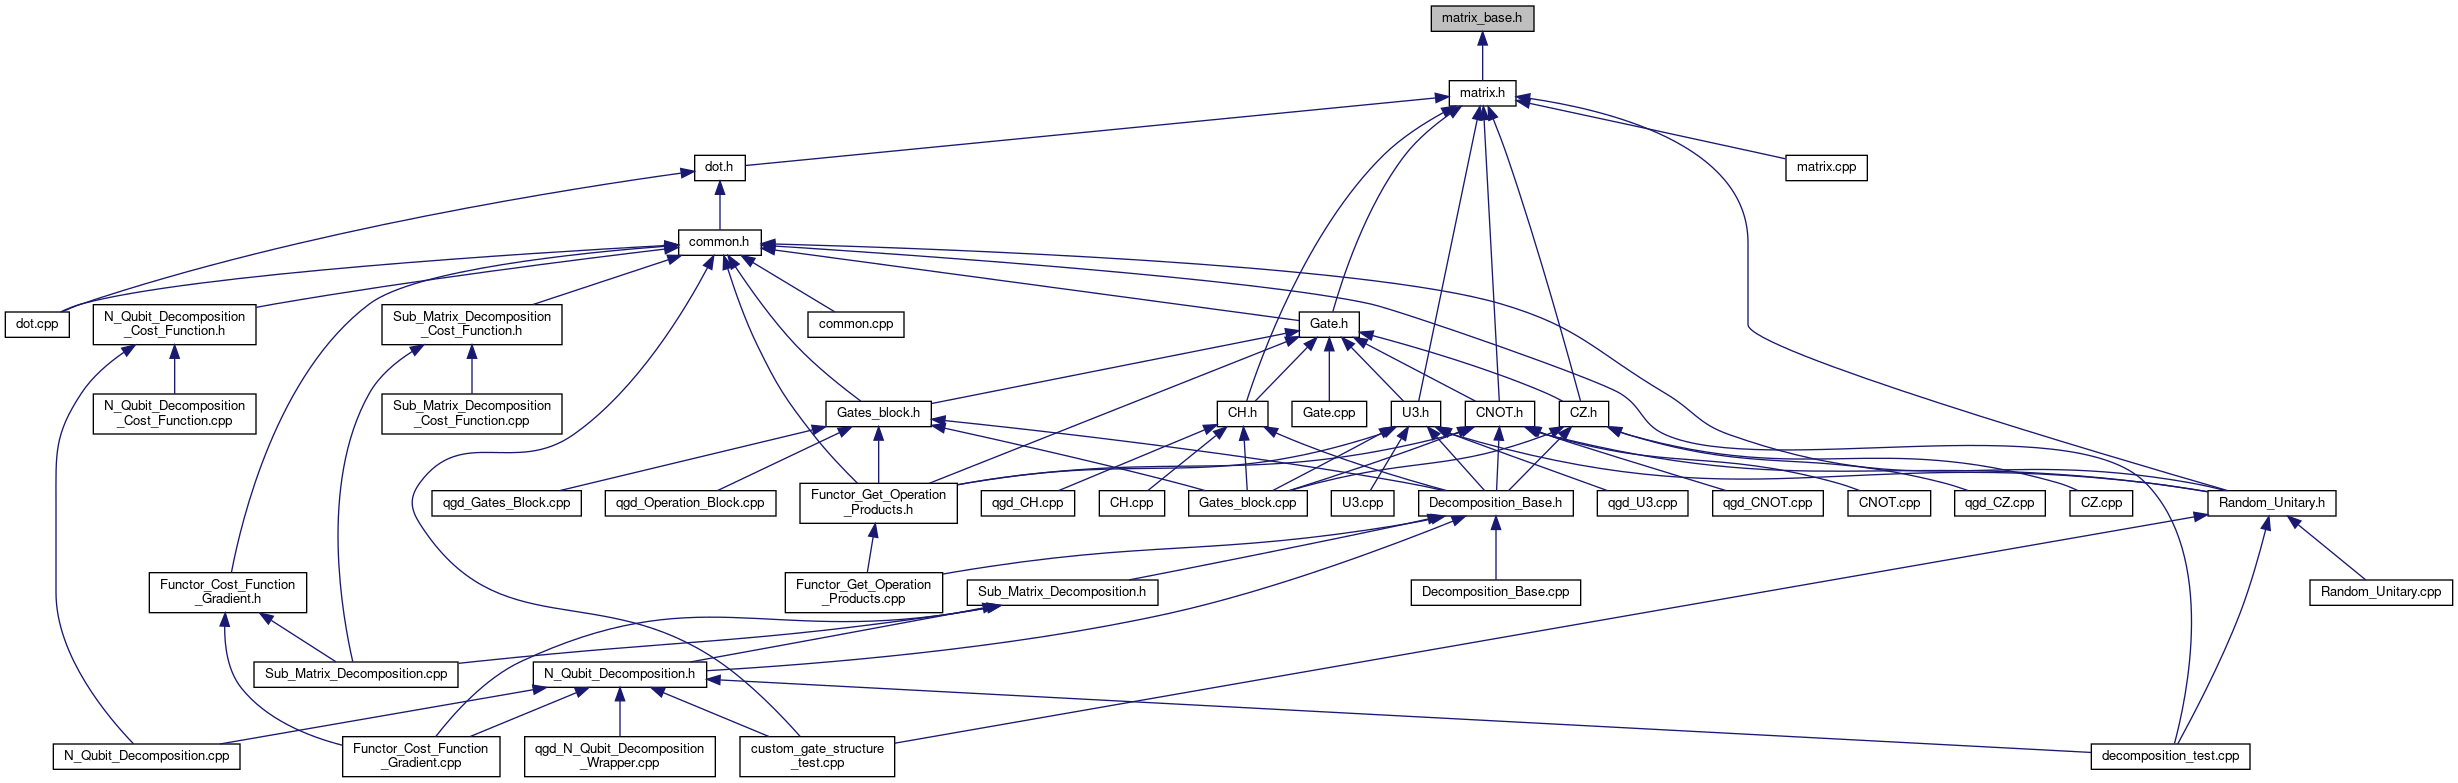 matrix_base.h
matrix.h
dot.h
matrix.cpp
common.h
dot.cpp
N_Qubit_Decomposition
_Cost_Function.h
Sub_Matrix_Decomposition
_Cost_Function.h
common.cpp
Gate.h
N_Qubit_Decomposition
_Cost_Function.cpp
Sub_Matrix_Decomposition
_Cost_Function.cpp
Gates_block.h
CH.h
Gate.cpp
U3.h
CNOT.h
CZ.h
qgd_Gates_Block.cpp
qgd_Operation_Block.cpp
Functor_Get_Operation
_Products.h
qgd_CH.cpp
CH.cpp
Gates_block.cpp
U3.cpp
Decomposition_Base.h
qgd_U3.cpp
qgd_CNOT.cpp
CNOT.cpp
qgd_CZ.cpp
CZ.cpp
Random_Unitary.h
Functor_Cost_Function
_Gradient.h
Functor_Get_Operation
_Products.cpp
Sub_Matrix_Decomposition.h
Decomposition_Base.cpp
Random_Unitary.cpp
Sub_Matrix_Decomposition.cpp
N_Qubit_Decomposition.h
N_Qubit_Decomposition.cpp
Functor_Cost_Function
_Gradient.cpp
qgd_N_Qubit_Decomposition
_Wrapper.cpp
custom_gate_structure
_test.cpp
decomposition_test.cpp